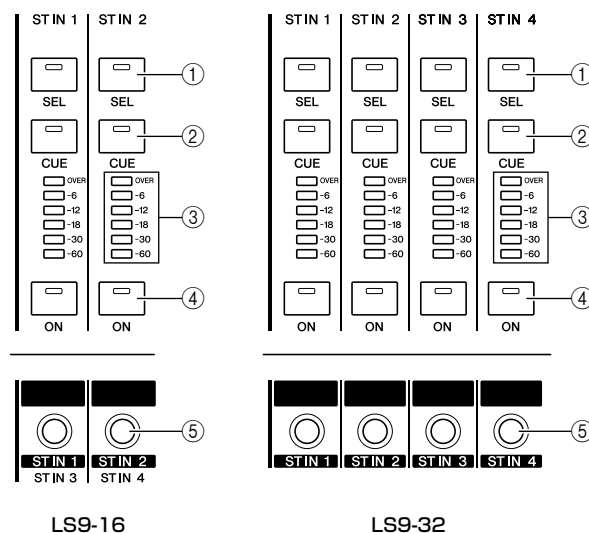 ST IN 1 ST IN 2 ST IN 1 ST IN 2 ST IN 3 ST IN 4
① ①
SEL SEL SEL SEL SEL SEL
② ②
CUE CUE CUE CUE CUE CUE
OVER OVER OVER OVER OVER OVER
-6 -6 -6 -6 -6 -6
-12 -12 -12 -12 -12 -12
③ ③
-18 -18 -18 -18 -18 -18
-30 -30 -30 -30 -30 -30
-60 -60 -60 -60 -60 -60
④ ④
ON ON ON ON ON ON
⑤ ⑤
ST IN 1 ST IN 2 ST IN 1 ST IN 2 ST IN 3 ST IN 4
ST IN 3 ST IN 4
LS9-16 LS9-32